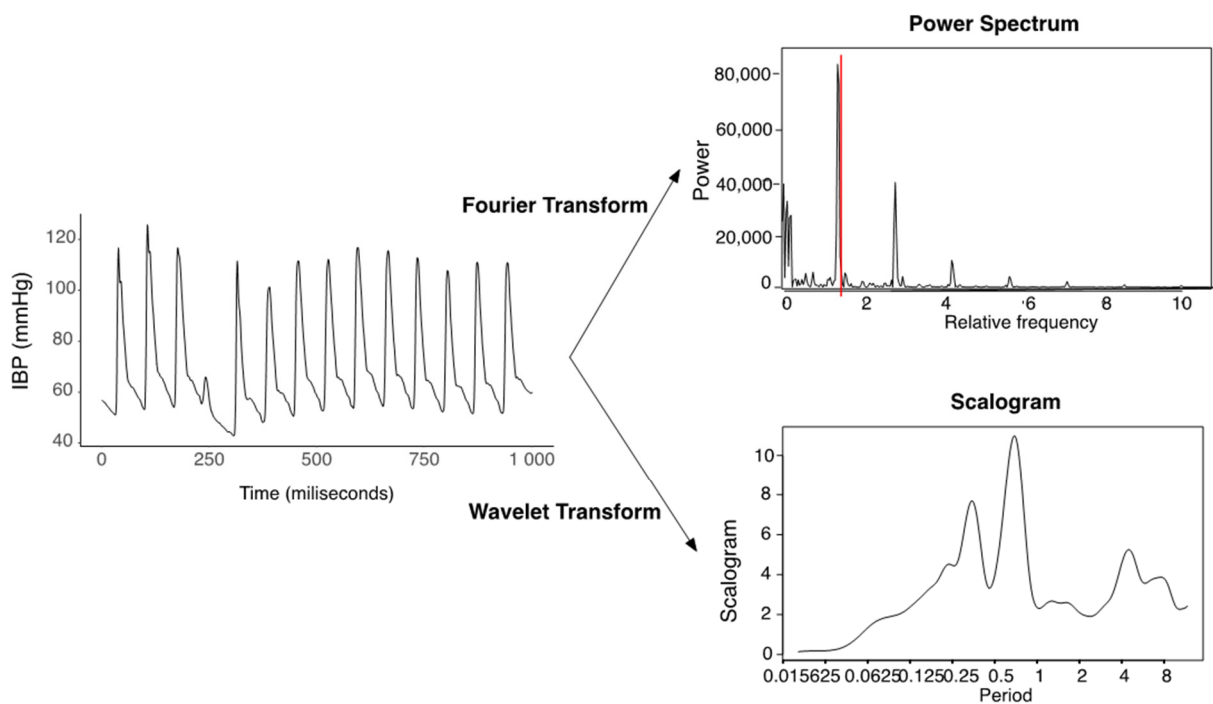 Power Spectrum
80,000
60,000
40,000
20,000
0
Power
0 2 4 6 8 10
Relative frequency
Fourier Transform
120
100
80
60
40
IBP (mmHg)
0 250 500 750 1 000
Time (miliseconds)
Wavelet Transform
Scalogram
10
8
6
4
2
0
Scalogram
0.015625 0.0625 0.125 0.25 0.5 1 2 4 8
Period